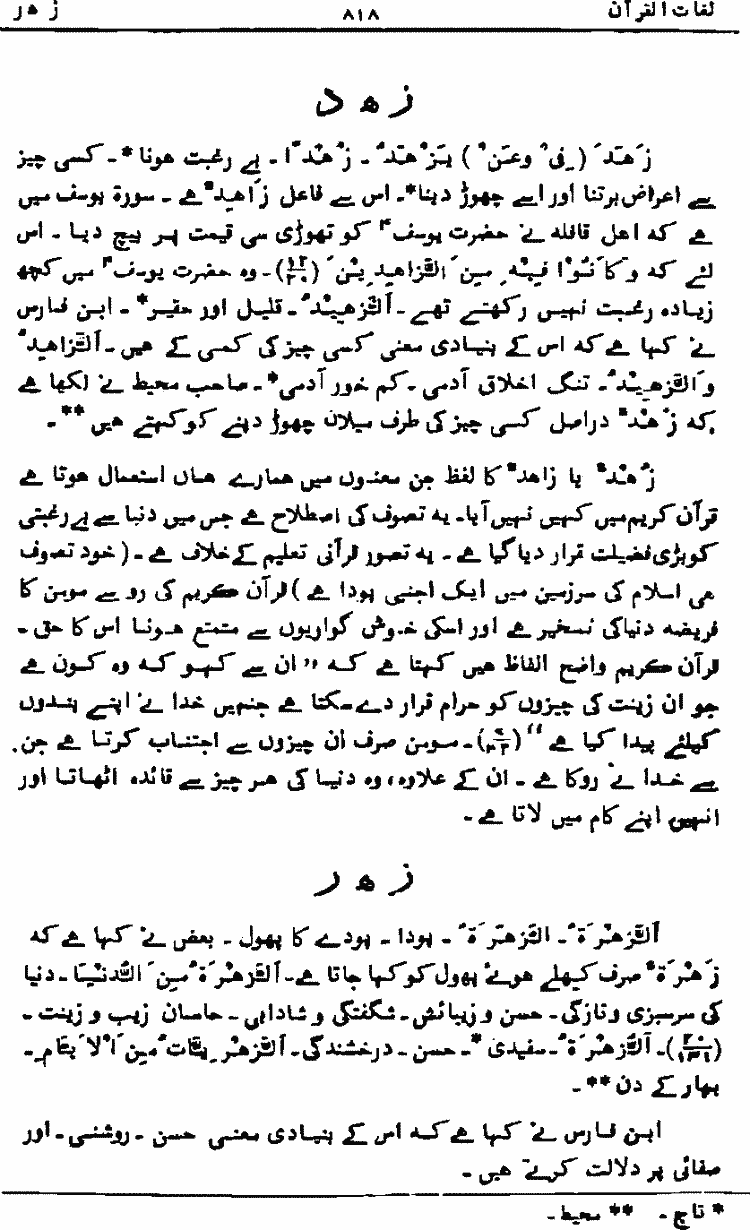 لغات القرآن ۸۱۸ ز ھ ر
ز ھ د
زَھَدَ (فِیْ وعَنْ) یَزْھَدُ ۔ زُھْدًا ۔ بے رغبت ھونا*۔ کسی چیز
سے اعراض برتنا اور اسے چھوڑ دینا*۔ اس سے فاعل زَاھِدٌ ہے ۔ سورۃ یوسف میں
ہے کہ اھل قافلہ نے حضرت یوسفؑ کو تھوڑی سی قیمت پر بیچ دیا ۔ اس
لئے کہ وَکَانُوْا فِیْہِ مِنَ الزَّاھِدِیْنَ (۱۲/۲۰)۔ وہ حضرت یوسفؑ میں کچھ
زیادہ رغبت نہیں رکھتے تھے ۔ اَلزَّھِیْدُ ۔ قلیل اور حقیر* ۔ ابن فارس
نے کہا ہے کہ اس کے بنیادی معنی کسی چیز کی کمی کے ھیں ۔ اَلزَّاھِدُ
وَالزَّھِیْدُ ۔ تنگ اخلاق آدمی ۔ کم خور آدمی*۔ صاحب محیط نے لکھا ہے
کہ زُھْدٌ دراصل کسی چیز کی طرف میلان چھوڑ دینے کو کہتے ھیں **۔
زُھْدٌ یا زاھدٌ کا لفظ جن معنوں میں ھمارے ھاں استعمال ھوتا ہے
قرآن کریم میں کہیں نہیں آیا۔ یہ تصوف کی اصطلاح ہے جس میں دنیا سے بے رغبتی
کو بڑی فضیلت قرار دیا گیا ہے ۔ یہ تصور قرآنی تعلیم کے خلاف ہے ۔ (خود تصوف
ھی اسلام کی سرزمین میں ایک اجنبی پودا ہے) قرآن کریم کی رو سے مومن کا
فریضہ دنیا کی تسخیر ہے اور اسکی خوش گواریوں سے متمتع ھونا اس کا حق ۔
قرآن کریم واضح الفاظ میں کہتا ہے کہ ”ان سے کہو کہ وہ کون ہے
جو ان زینت کی چیزوں کو حرام قرار دے سکتا ہے جنہیں خدا نے اپنے بندوں
کیلئے پیدا کیا ہے“ (۷/۳۲)۔ مومن صرف ان چیزوں سے اجتناب کرتا ہے جن
سے خدا نے روکا ہے ۔ ان کے علاوہ، وہ دنیا کی ھر چیز سے فائدہ اٹھاتا اور
انہیں اپنے کام میں لاتا ہے ۔
ز ھ ر
اَلزَّھْرَۃُ ۔ الزَّھَرَۃُ ۔ پودا ۔ پودے کا پھول ۔ بعض نے کہا ہے کہ
زَھْرَۃٌ صرف کھلے ھوئے پھول کو کہا جاتا ہے۔ اَلزَّھْرَۃُ مِنَ الدُّنْیَا ۔ دنیا
کی سرسبزی و تازگی ۔ حسن و زیبائش ۔ شگفتگی و شادابی ۔ حاصان زیب و زینت ۔
(۲۰/۱۳۱)۔ اَلزُّھْرَۃُ ۔ سفیدی *۔ حسن ۔ درخشندگی ۔ اَلزَّھْرِیَّاتُ مِنَ الْاَیَّامِ ۔
بہار کے دن **۔
ابن فارس نے کہا ہے کہ اس کے بنیادی معنی حسن ۔ روشنی ۔ اور
صفائی پر دلالت کرتے ھیں ۔
* تاج ۔ ** محیط ۔